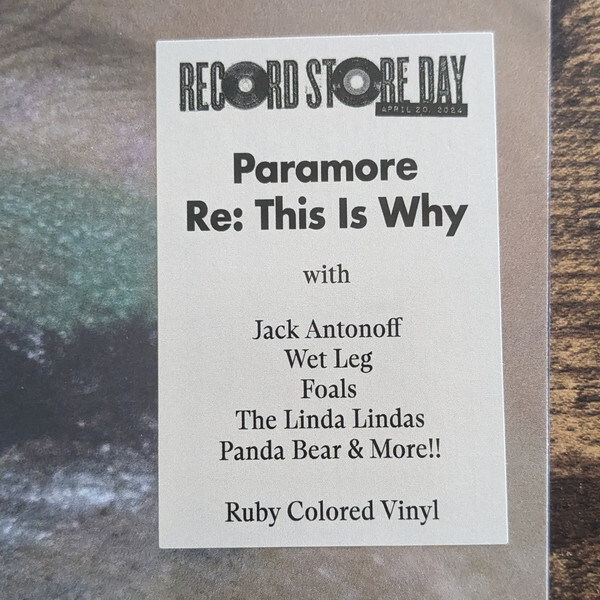 RECORD STORE DAY
APRIL 20, 2024
Paramore
Re: This Is Why
with
Jack Antonoff
Wet Leg
Foals
The Linda Lindas
Panda Bear & More!!
Ruby Colored Vinyl